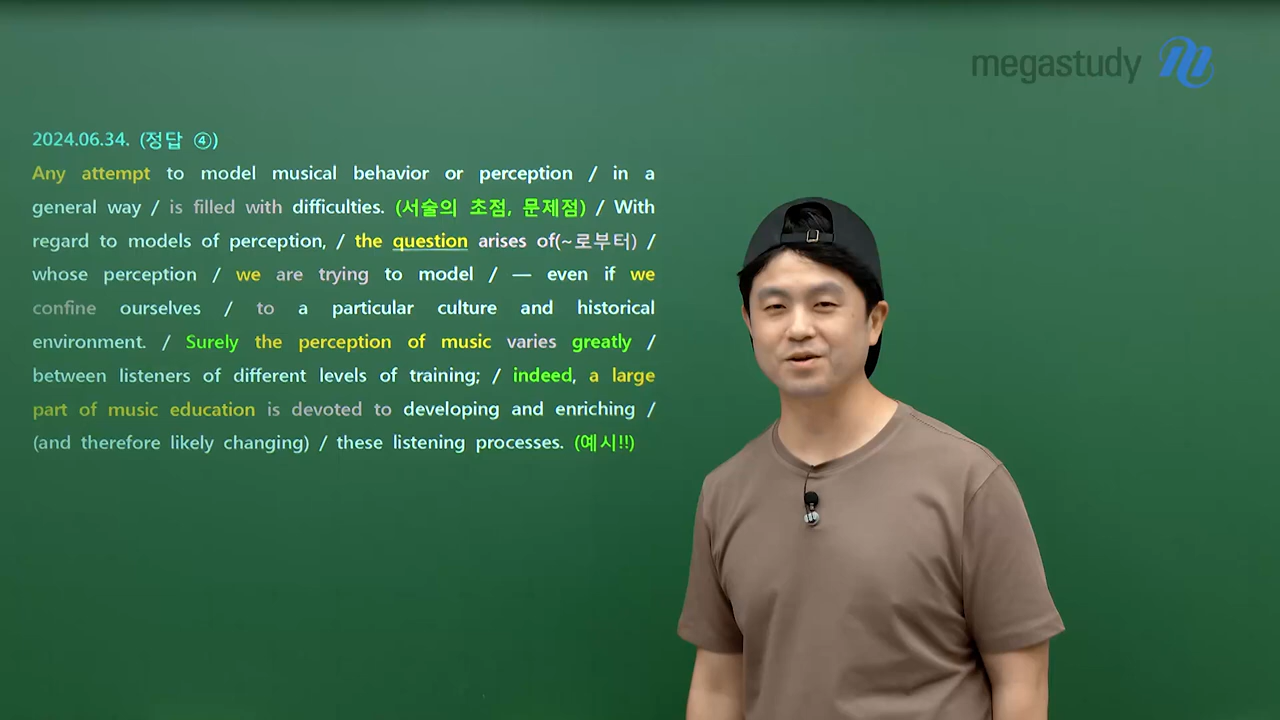 megastudy
2024.06.34. (정답 ④)
Any attempt to model musical behavior or perception / in a
general way / is filled with difficulties. (서술의 초점, 문제점) / With
regard to models of perception, / the question arises of(~로부터) /
whose perception / we are trying to model / — even if we
confine ourselves / to a particular culture and historical
environment. / Surely the perception of music varies greatly /
between listeners of different levels of training; / indeed, a large
part of music education is devoted to developing and enriching /
(and therefore likely changing) / these listening processes. (예시!!)